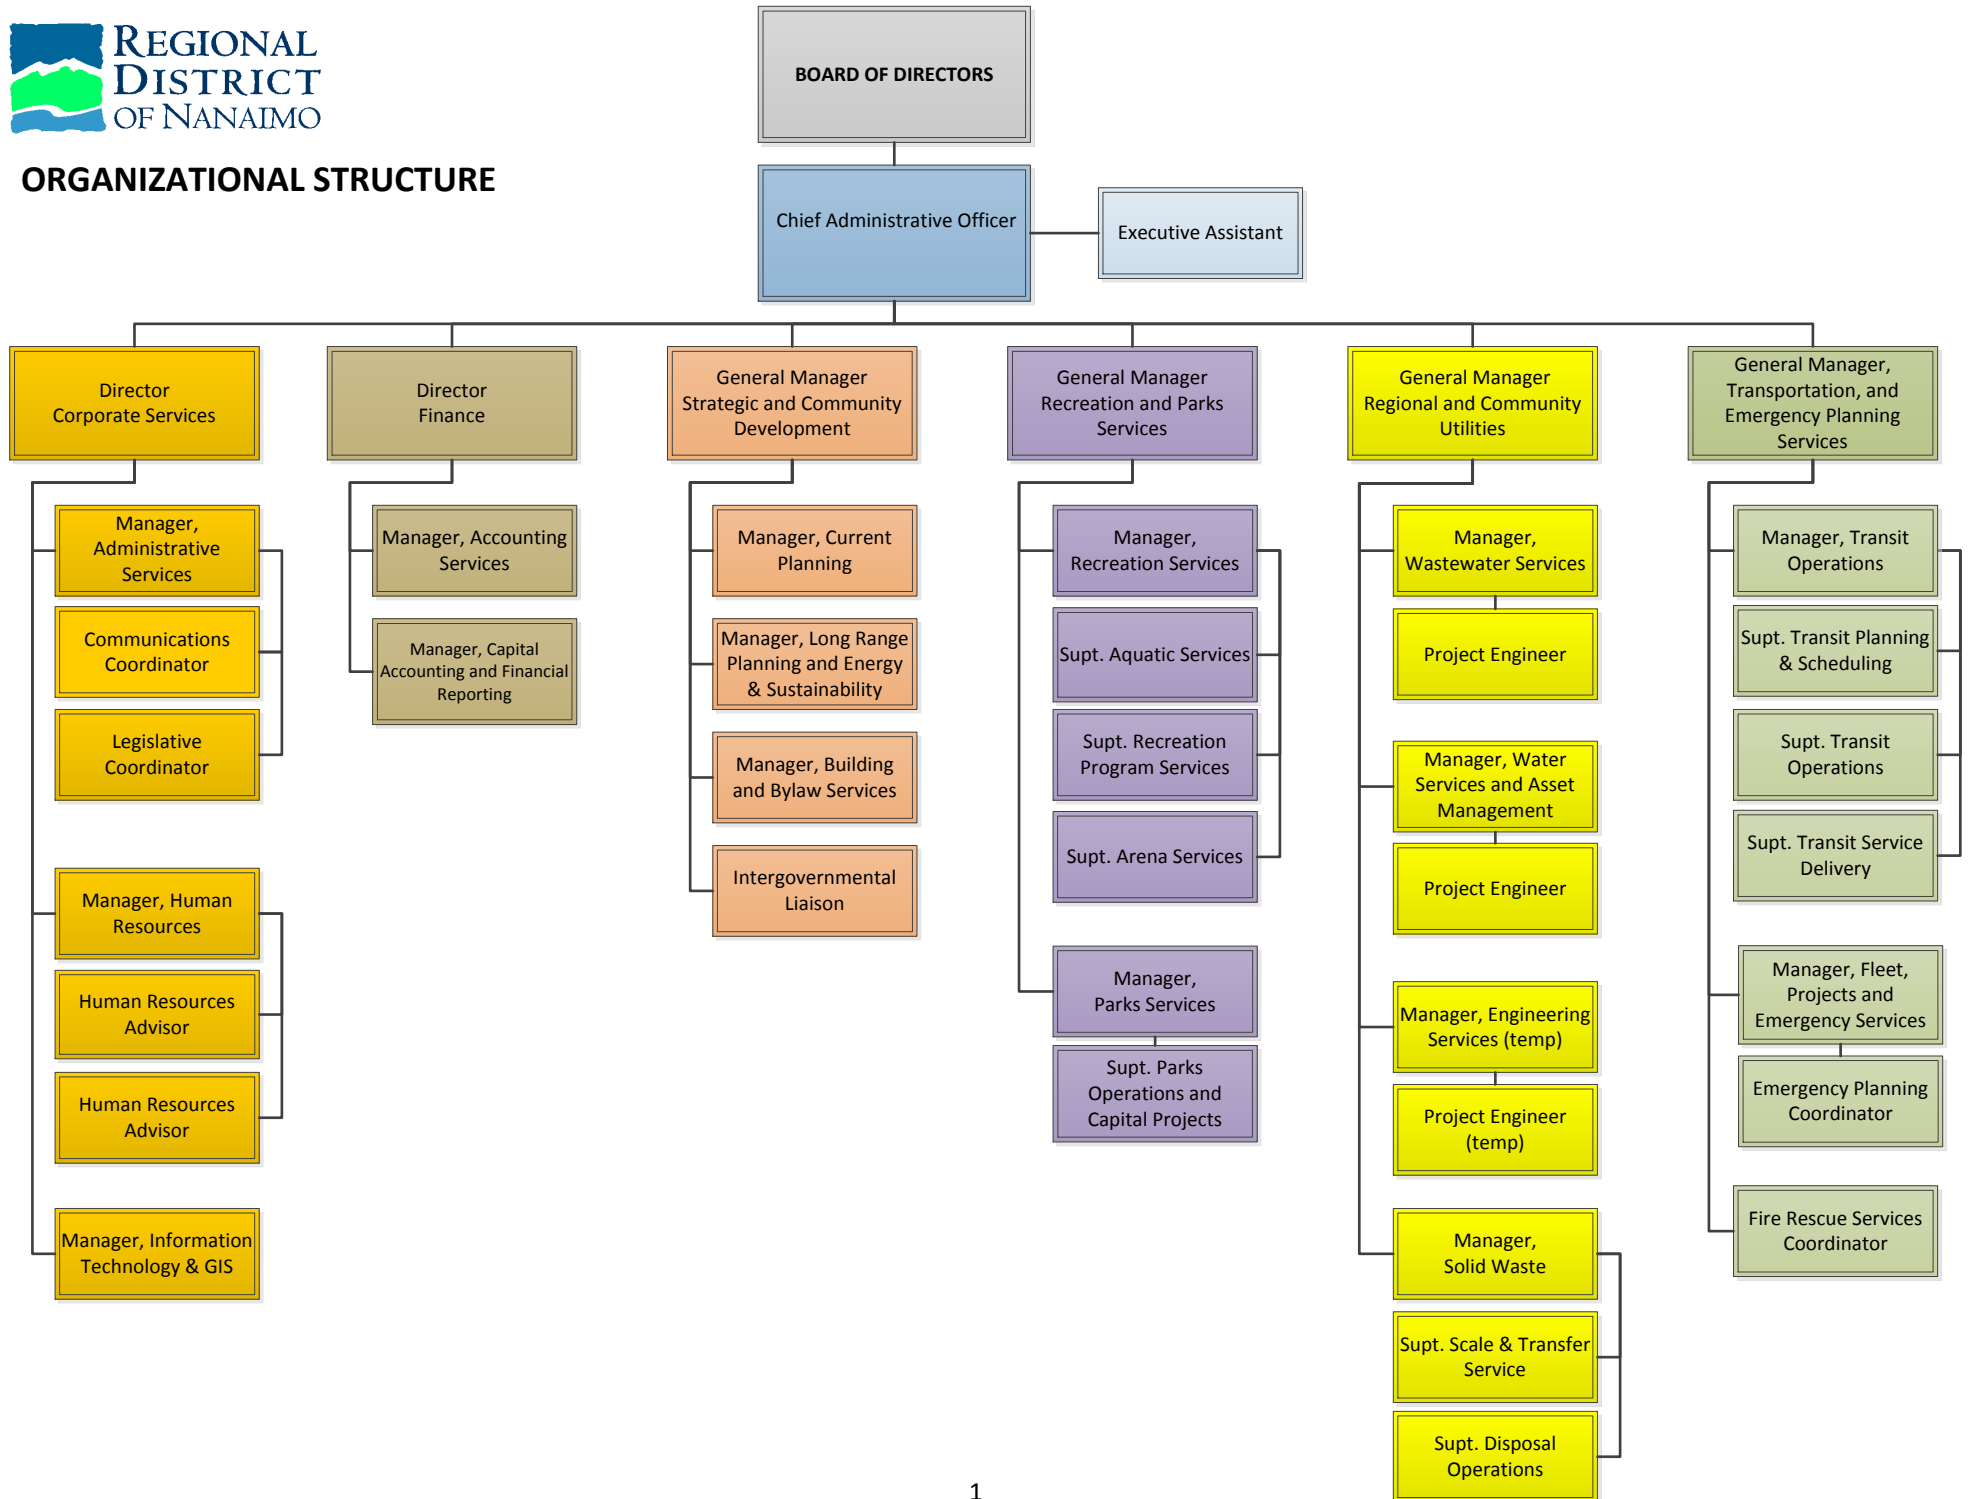 REGIONAL
DISTRICT
OF NANAIMO
ORGANIZATIONAL STRUCTURE
BOARD OF DIRECTORS
Chief Administrative Officer
Executive Assistant
Director
Corporate Services
Manager,
Administrative
Services
Communications
Coordinator
Legislative
Coordinator
Manager, Human
Resources
Human Resources
Advisor
Human Resources
Advisor
Manager, Information
Technology & GIS
Director
Finance
Manager, Accounting
Services
Manager, Capital
Accounting and Financial
Reporting
General Manager
Strategic and Community
Development
Manager, Current
Planning
Manager, Long Range
Planning and Energy
& Sustainability
Manager, Building
and Bylaw Services
Intergovernmental
Liaison
General Manager
Recreation and Parks
Services
Manager,
Recreation Services
Supt. Aquatic Services
Supt. Recreation
Program Services
Supt. Arena Services
Manager,
Parks Services
Supt. Parks
Operations and
Capital Projects
General Manager
Regional and Community
Utilities
Manager,
Wastewater Services
Project Engineer
Manager, Water
Services and Asset
Management
Project Engineer
Manager, Engineering
Services (temp)
Project Engineer
(temp)
Manager,
Solid Waste
Supt. Scale & Transfer
Service
Supt. Disposal
Operations
General Manager,
Transportation, and
Emergency Planning
Services
Manager, Transit
Operations
Supt. Transit Planning
& Scheduling
Supt. Transit
Operations
Supt. Transit Service
Delivery
Manager, Fleet,
Projects and
Emergency Services
Emergency Planning
Coordinator
Fire Rescue Services
Coordinator
1